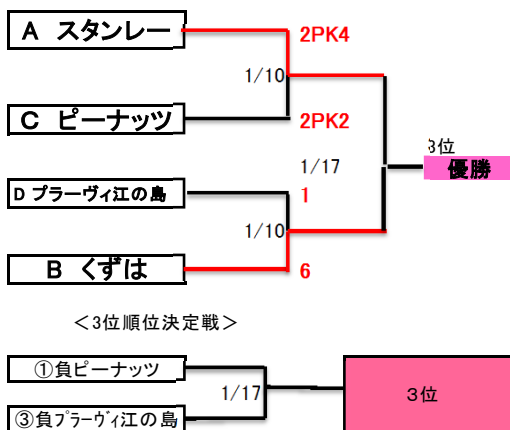 A スタンレー
2PK4
1/10
C ピーナッツ
2PK2
3位
1/17
優勝
D プラーヴィ江の島
1
1/10
B くずは
6
＜3位順位決定戦＞
①負ピーナッツ
1/17
3位
③負プラーヴィ江の島